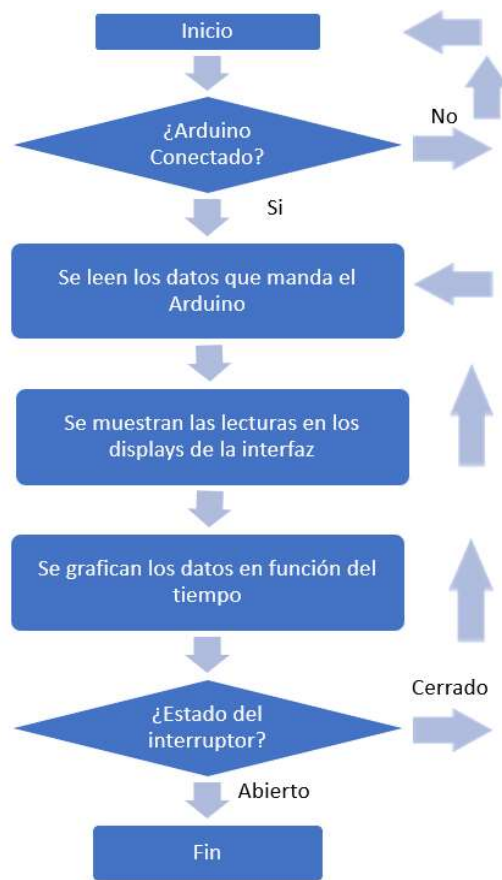 Inicio
¿Arduino
Conectado?
No
Si
Se leen los datos que manda el
Arduino
Se muestran las lecturas en los
displays de la interfaz
Se grafican los datos en función del
tiempo
¿Estado del
interruptor?
Cerrado
Abierto
Fin